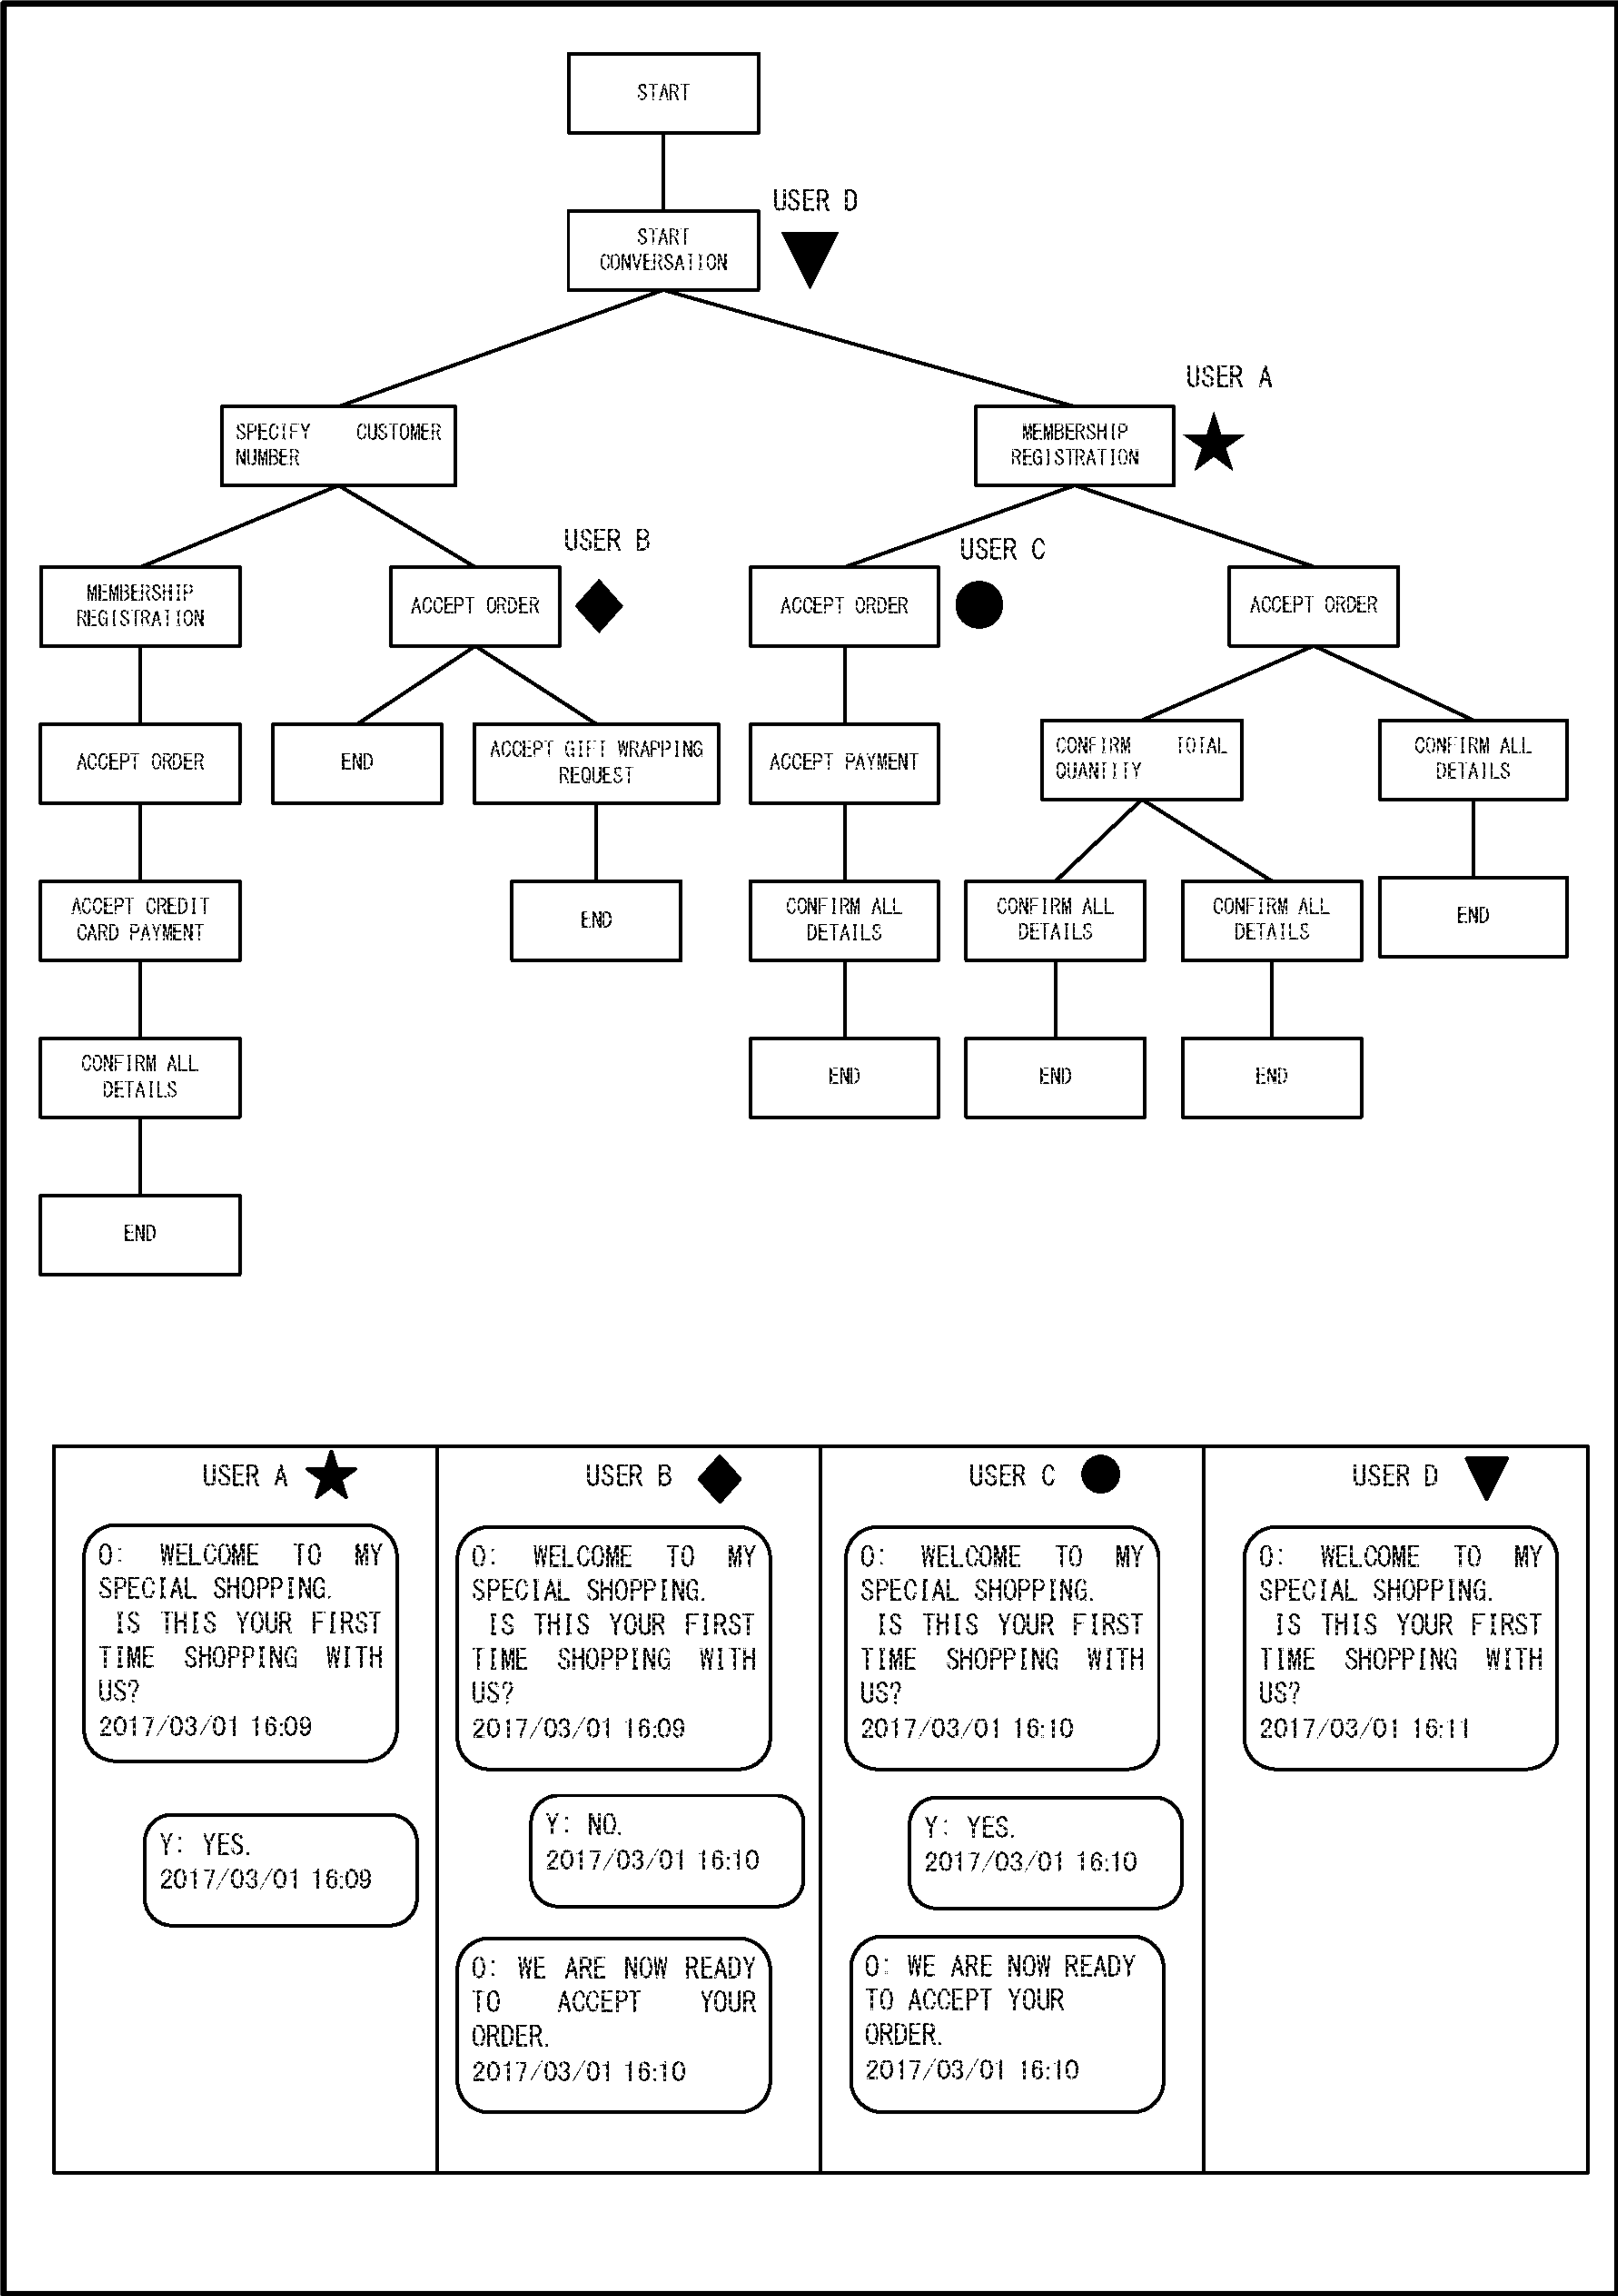 START
USER D
START
CONVERSATION
USER A
SPECIFY CUSTOMER
NUMBER
MEMBERSHIP
REGISTRATION
USER B
USER C
MEMBERSHIP
REGISTRATION
ACCEPT ORDER
ACCEPT ORDER
ACCEPT ORDER
ACCEPT ORDER
END
ACCEPT GIFT WRAPPING
REQUEST
ACCEPT PAYMENT
CONFIRM TOTAL
QUANTITY
CONFIRM ALL
DETAILS
ACCEPT CREDIT
CARD PAYMENT
END
CONFIRM ALL
DETAILS
CONFIRM ALL
DETAILS
CONFIRM ALL
DETAILS
END
CONFIRM ALL
DETAILS
END
END
END
END
USER A
O: WELCOME TO MY
SPECIAL SHOPPING.
IS THIS YOUR FIRST
TIME SHOPPING WITH
US?
2017/03/01 16:09
Y: YES.
2017/03/01 16:09
USER B
O: WELCOME TO MY
SPECIAL SHOPPING.
IS THIS YOUR FIRST
TIME SHOPPING WITH
US?
2017/03/01 16:09
Y: NO.
2017/03/01 16:10
O: WE ARE NOW READY
TO ACCEPT YOUR
ORDER.
2017/03/01 16:10
USER C
O: WELCOME TO MY
SPECIAL SHOPPING.
IS THIS YOUR FIRST
TIME SHOPPING WITH
US?
2017/03/01 16:10
Y: YES.
2017/03/01 16:10
O: WE ARE NOW READY
TO ACCEPT YOUR
ORDER.
2017/03/01 16:10
USER D
O: WELCOME TO MY
SPECIAL SHOPPING.
IS THIS YOUR FIRST
TIME SHOPPING WITH
US?
2017/03/01 16:11